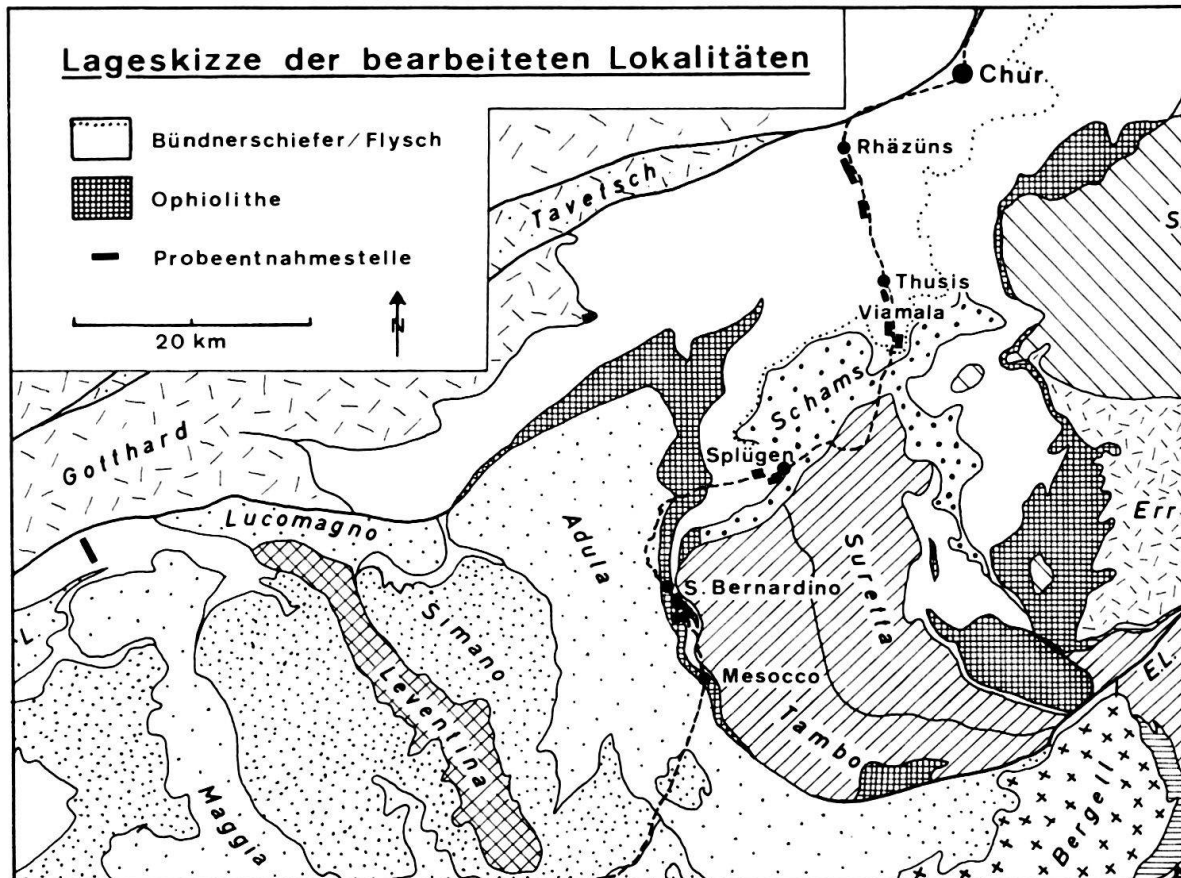 Lageskizze der bearbeiteten Lokalitäten
Bündnerschiefer/Flysch
Ophiolithe
Probeentnahmestelle
20 km
N
Chur
Rhäzüns
Tavetsch
S.
Thusis
Viamala
Schams
Gotthard
Splügen
Lucomagno
Adula
Err
Suretta
S. Bernardino
Simano
L
Leventina
Mesocco
EL.
Tambo
Maggia
Bergell